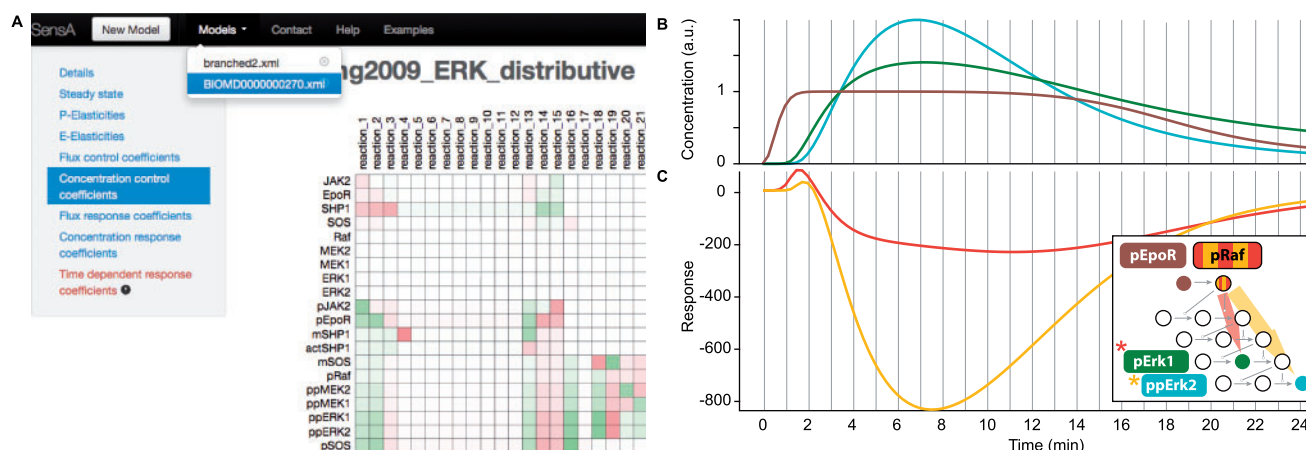 A
SensA New Model Models Contact Help Examples
branched2.xml
BIOMD0000000270.xml
ng2009_ERK_distributive
Details
Steady state
P-Elasticities
E-Elasticities
Flux control coefficients
Concentration control
coefficients
Flux response coefficients
Concentration response
coefficients
Time dependent response
coefficients
reaction_1
reaction_2
reaction_3
reaction_4
reaction_5
reaction_6
reaction_7
reaction_8
reaction_9
reaction_10
reaction_11
reaction_12
reaction_13
reaction_14
reaction_15
reaction_16
reaction_17
reaction_18
reaction_19
reaction_20
reaction_21
JAK2
EpoR
SHP1
SOS
Raf
MEK2
MEK1
ERK1
ERK2
pJAK2
pEpoR
mSHP1
actSHP1
mSOS
pRaf
ppMEK2
ppMEK1
ppERK1
ppERK2
pSOS
B
Concentration (a.u.)
1
0
C
Response
0
-200
-400
-600
-800
pEpoR pRaf
* pErk1
* ppErk2
0 2 4 6 8 10 12 14 16 18 20 22 24
Time (min)